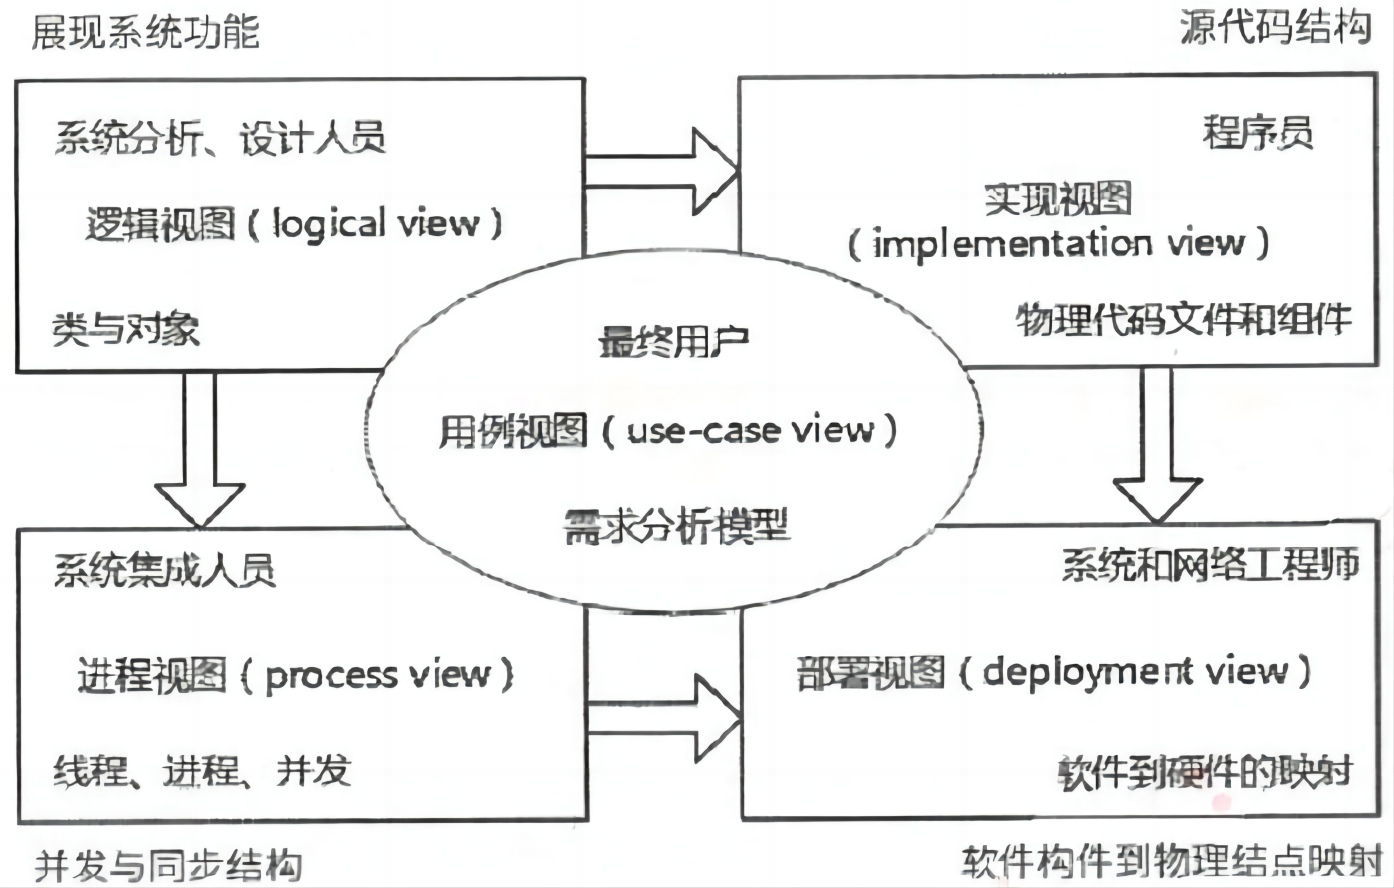 展现系统功能
源代码结构
系统分析、设计人员
逻辑视图(logical view)
类与对象
程序员
实现视图
(implementation view)
物理代码文件和组件
最终用户
用例视图(use-case view)
需求分析模型
系统集成人员
进程视图(process view)
线程、进程、并发
系统和网络工程师
部署视图(deployment view)
软件到硬件的映射
并发与同步结构
软件构件到物理结点映射